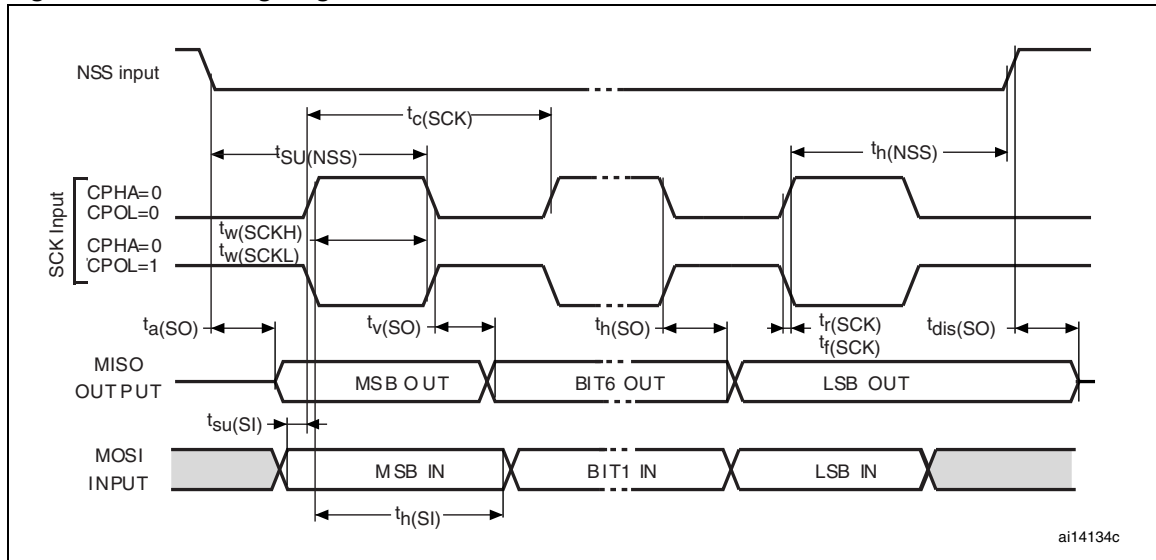 NSS input
tc(SCK)
tSU(NSS)
th(NSS)
SCK Input
CPHA=0
CPOL=0
CPHA=0
CPOL=1
tw(SCKH)
tw(SCKL)
ta(SO)
tv(SO)
th(SO)
tr(SCK)
tf(SCK)
tdis(SO)
MISO
OUTPUT
MSB OUT
BIT6 OUT
LSB OUT
tsu(SI)
MOSI
INPUT
MSB IN
BIT1 IN
LSB IN
th(SI)
ai14134c